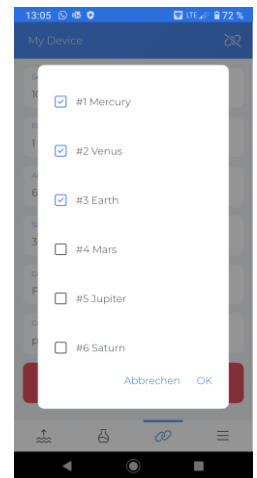 13:05 LTE 72 %
My Device
#1 Mercury
#2 Venus
#3 Earth
#4 Mars
#5 Jupiter
#6 Saturn
Abbrechen OK